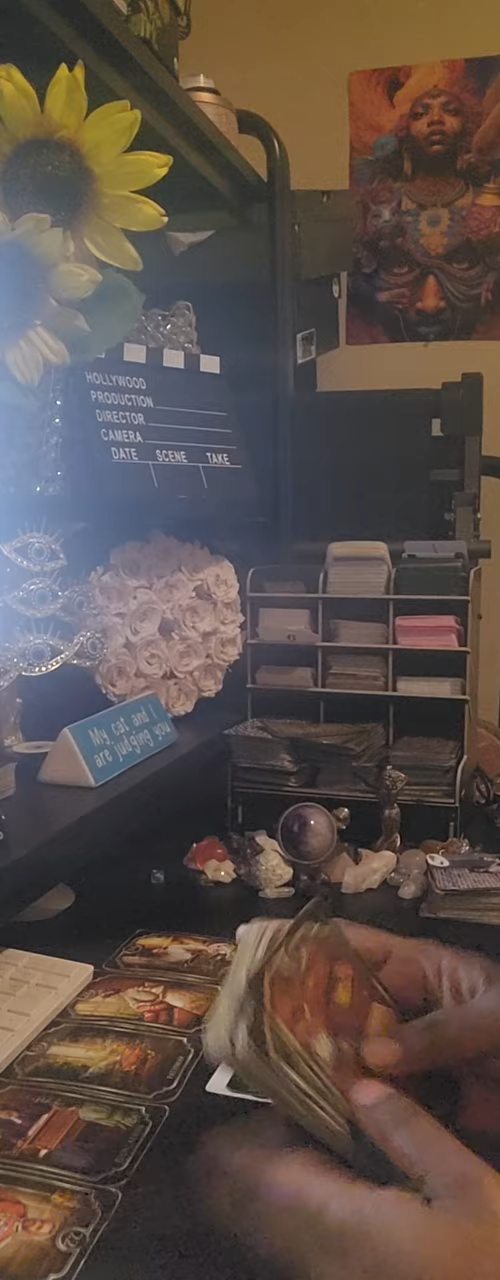 HOLLYWOOD
PRODUCTION
DIRECTOR
CAMERA
DATE SCENE TAKE
My cat and I
are judging you